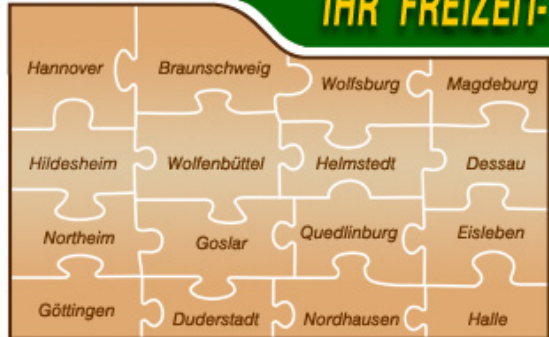 IHR FREIZEIT-
Hannover Braunschweig Wolfsburg Magdeburg
Hildesheim Wolfenbüttel Helmstedt Dessau
Northeim Goslar Quedlinburg Eisleben
Göttingen Duderstadt Nordhausen Halle